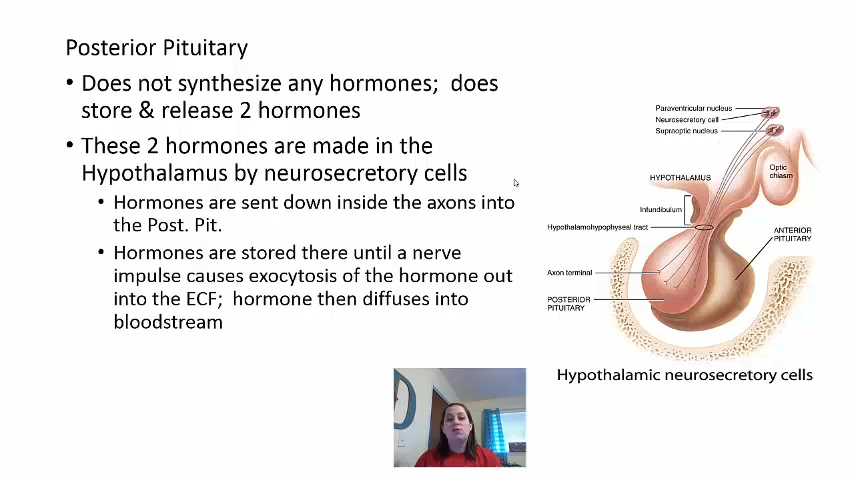 Posterior Pituitary
• Does not synthesize any hormones; does
store & release 2 hormones
• These 2 hormones are made in the
Hypothalamus by neurosecretory cells
• Hormones are sent down inside the axons into
the Post. Pit.
• Hormones are stored there until a nerve
impulse causes exocytosis of the hormone out
into the ECF; hormone then diffuses into
bloodstream
Paraventricular nucleus
Neurosecretory cell
Supraoptic nucleus
HYPOTHALAMUS
Optic
chiasm
Infundibulum
Hypothalamohypophyseal tract
ANTERIOR
PITUITARY
Axon terminal
POSTERIOR
PITUITARY
Hypothalamic neurosecretory cells